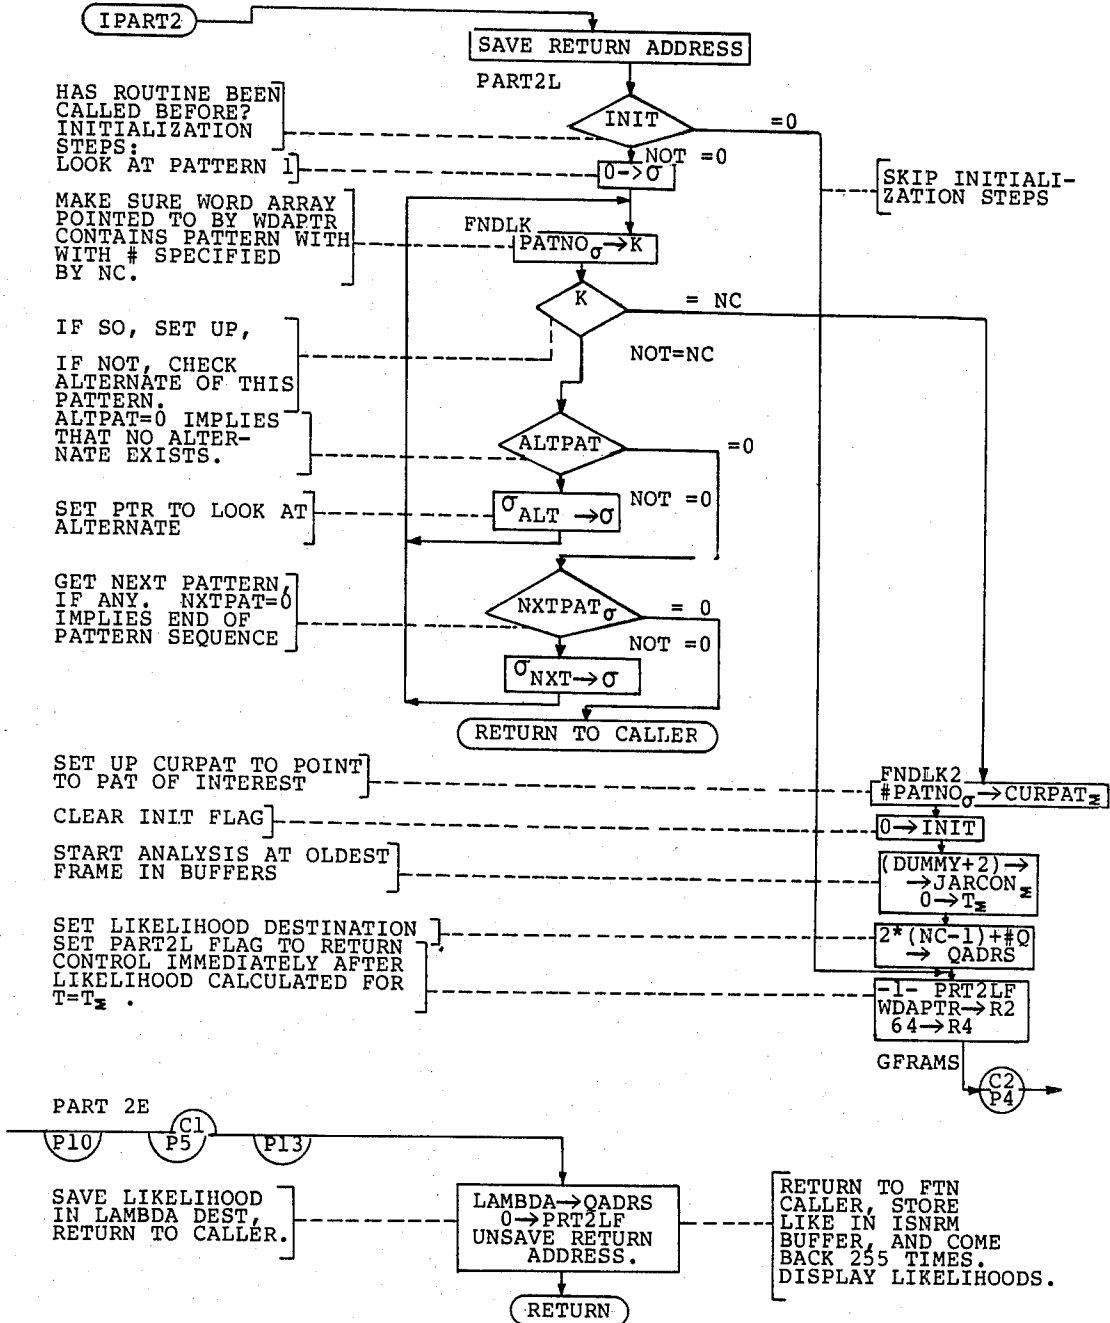 IPART2
SAVE RETURN ADDRESS
PART2L
HAS ROUTINE BEEN
CALLED BEFORE?
INITIALIZATION
STEPS:
LOOK AT PATTERN 1
INIT
=0
NOT =0
0→σ
SKIP INITIALI-
ZATION STEPS
MAKE SURE WORD ARRAY
POINTED TO BY WDAPTR
CONTAINS PATTERN WITH
WITH # SPECIFIED
BY NC.
FNDLK
PATNOσ→K
K
= NC
NOT=NC
IF SO, SET UP,
IF NOT, CHECK
ALTERNATE OF THIS
PATTERN.
ALTPAT=0 IMPLIES
THAT NO ALTER-
NATE EXISTS.
ALTPAT
=0
NOT =0
SET PTR TO LOOK AT
ALTERNATE
σALT →σ
GET NEXT PATTERN,
IF ANY. NXTPAT=0
IMPLIES END OF
PATTERN SEQUENCE
NXTPATσ
= 0
NOT =0
σNXT→σ
RETURN TO CALLER
SET UP CURPAT TO POINT
TO PAT OF INTEREST
FNDLK2
#PATNOσ→CURPATΣ
CLEAR INIT FLAG
0→INIT
START ANALYSIS AT OLDEST
FRAME IN BUFFERS
(DUMMY+2)→
→JARCONΣ
0→TΣ
SET LIKELIHOOD DESTINATION
2*(NC-1)+#Q
→ QADRS
SET PART2L FLAG TO RETURN
CONTROL IMMEDIATELY AFTER
LIKELIHOOD CALCULATED FOR
T=TΣ .
-1- PRT2LF
WDAPTR→R2
64→R4
GFRAMS
C2
P4
PART 2E
P10
C1
P5
P13
SAVE LIKELIHOOD
IN LAMBDA DEST,
RETURN TO CALLER.
LAMBDA→QADRS
0→PRT2LF
UNSAVE RETURN
ADDRESS.
RETURN TO FTN
CALLER, STORE
LIKE IN ISNRM
BUFFER, AND COME
BACK 255 TIMES.
DISPLAY LIKELIHOODS.
RETURN